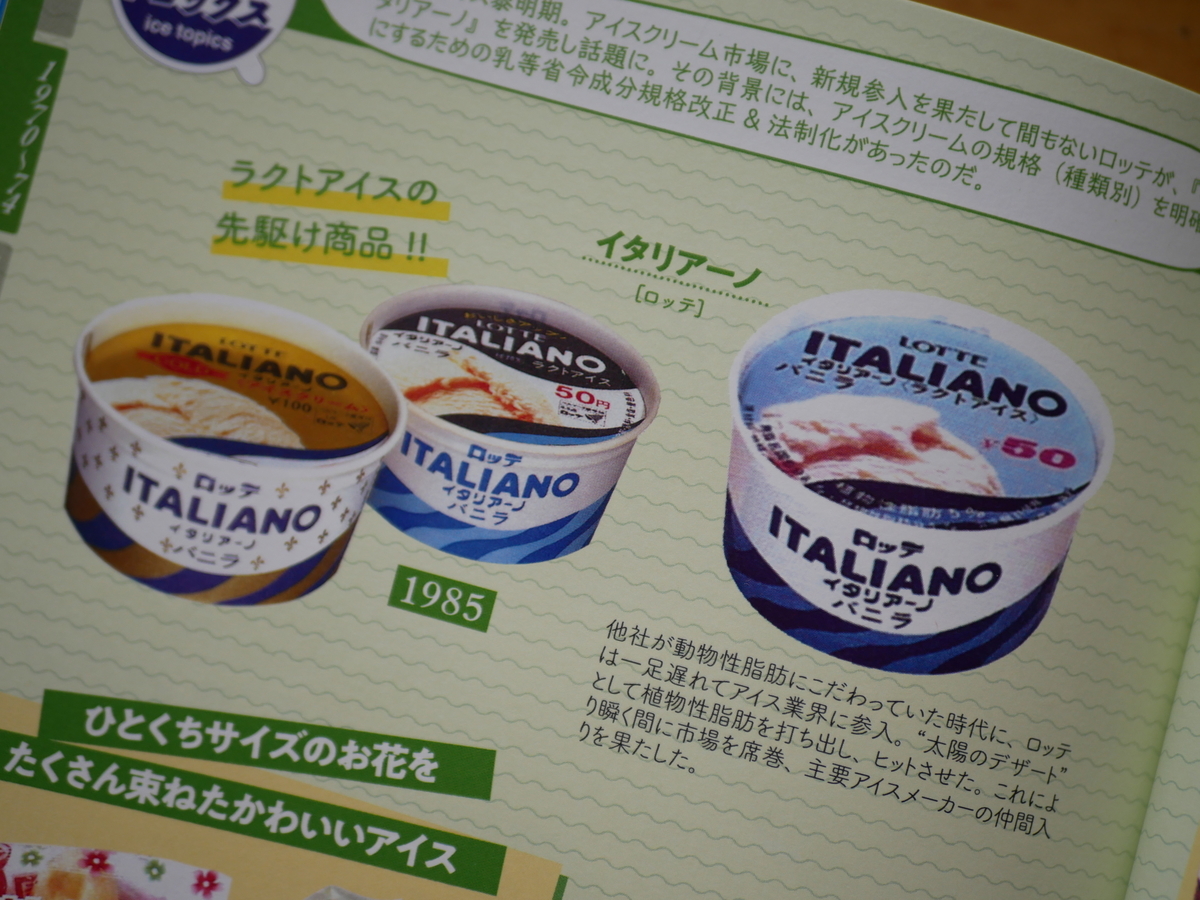 ice topics
1970~74
黎明期。アイスクリーム市場に、新規参入を果たして間もないロッテが、『
タリアーノ』を発売し話題に。その背景には、アイスクリームの規格（種類別）を明確
にするための乳等省令成分規格改正&法制化があったのだ。
ラクトアイスの
先駆け商品!!
イタリアーノ
[ロッテ]
LOTTE
ITALIANO
¥100
ロッテ
ITALIANO
イタリアーノ
バニラ
LOTTE
ITALIANO
イタリアーノ
ラクトアイス
バニラ
50円
ロッテ
ITALIANO
イタリアーノ
バニラ
LOTTE
ITALIANO
イタリアーノ〈ラクトアイス〉
バニラ
¥50
ロッテ
ITALIANO
イタリアーノ
バニラ
1985
他社が動物性脂肪にこだわっていた時代に、ロッテ
は一足遅れてアイス業界に参入。“太陽のデザート”
として植物性脂肪を打ち出し、ヒットさせた。これによ
り瞬く間に市場を席巻、主要アイスメーカーの仲間入
りを果たした。
ひとくちサイズのお花を
たくさん束ねたかわいいアイス